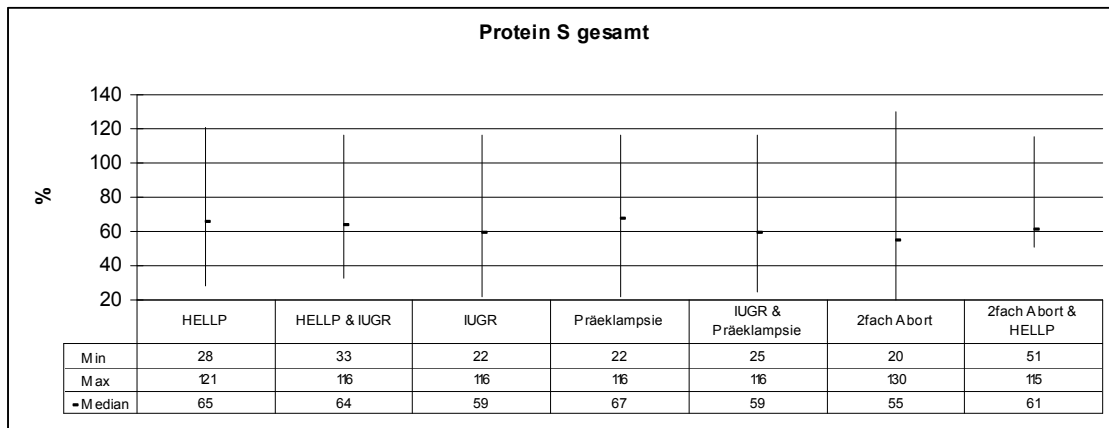 Protein S gesamt
140
120
100
80
60
40
20
%
HELLP HELLP & IUGR IUGR Präeklampsie IUGR & Präeklampsie 2fach Abort 2fach Abort & HELLP
Min 28 33 22 22 25 20 51
Max 121 116 116 116 116 130 115
Median 65 64 59 67 59 55 61